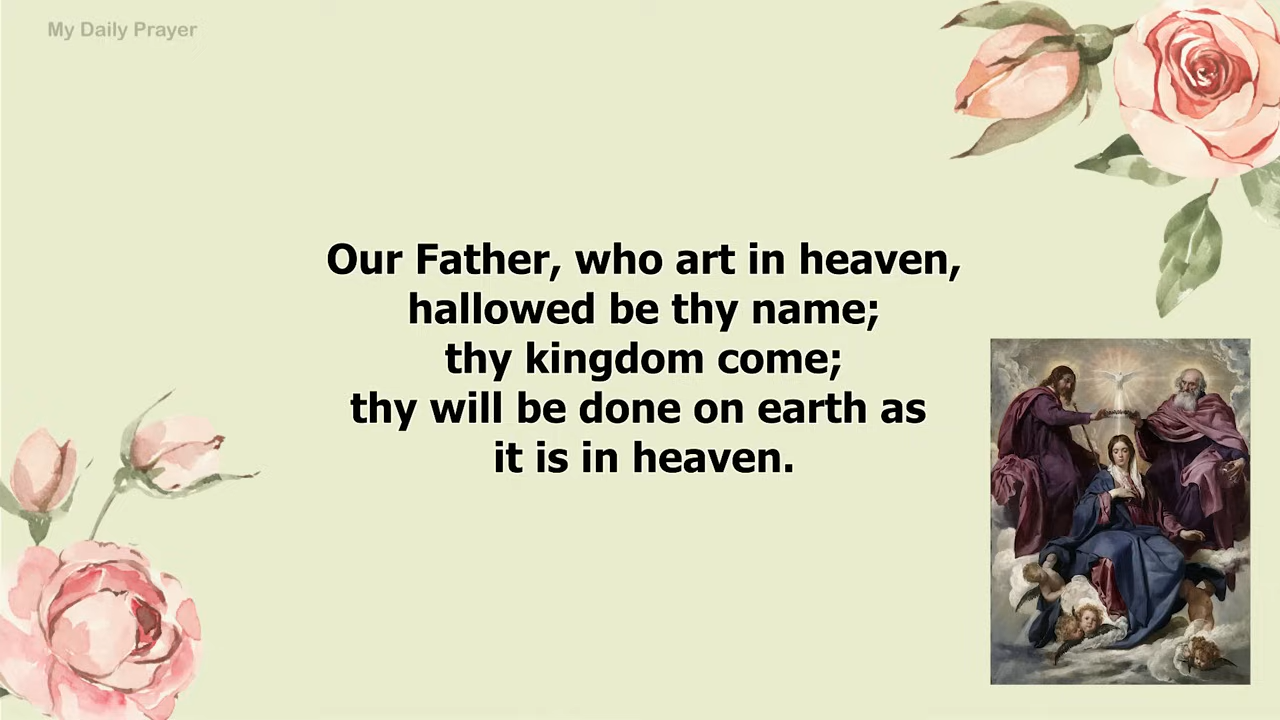 My Daily Prayer
Our Father, who art in heaven,
hallowed be thy name;
thy kingdom come;
thy will be done on earth as
it is in heaven.